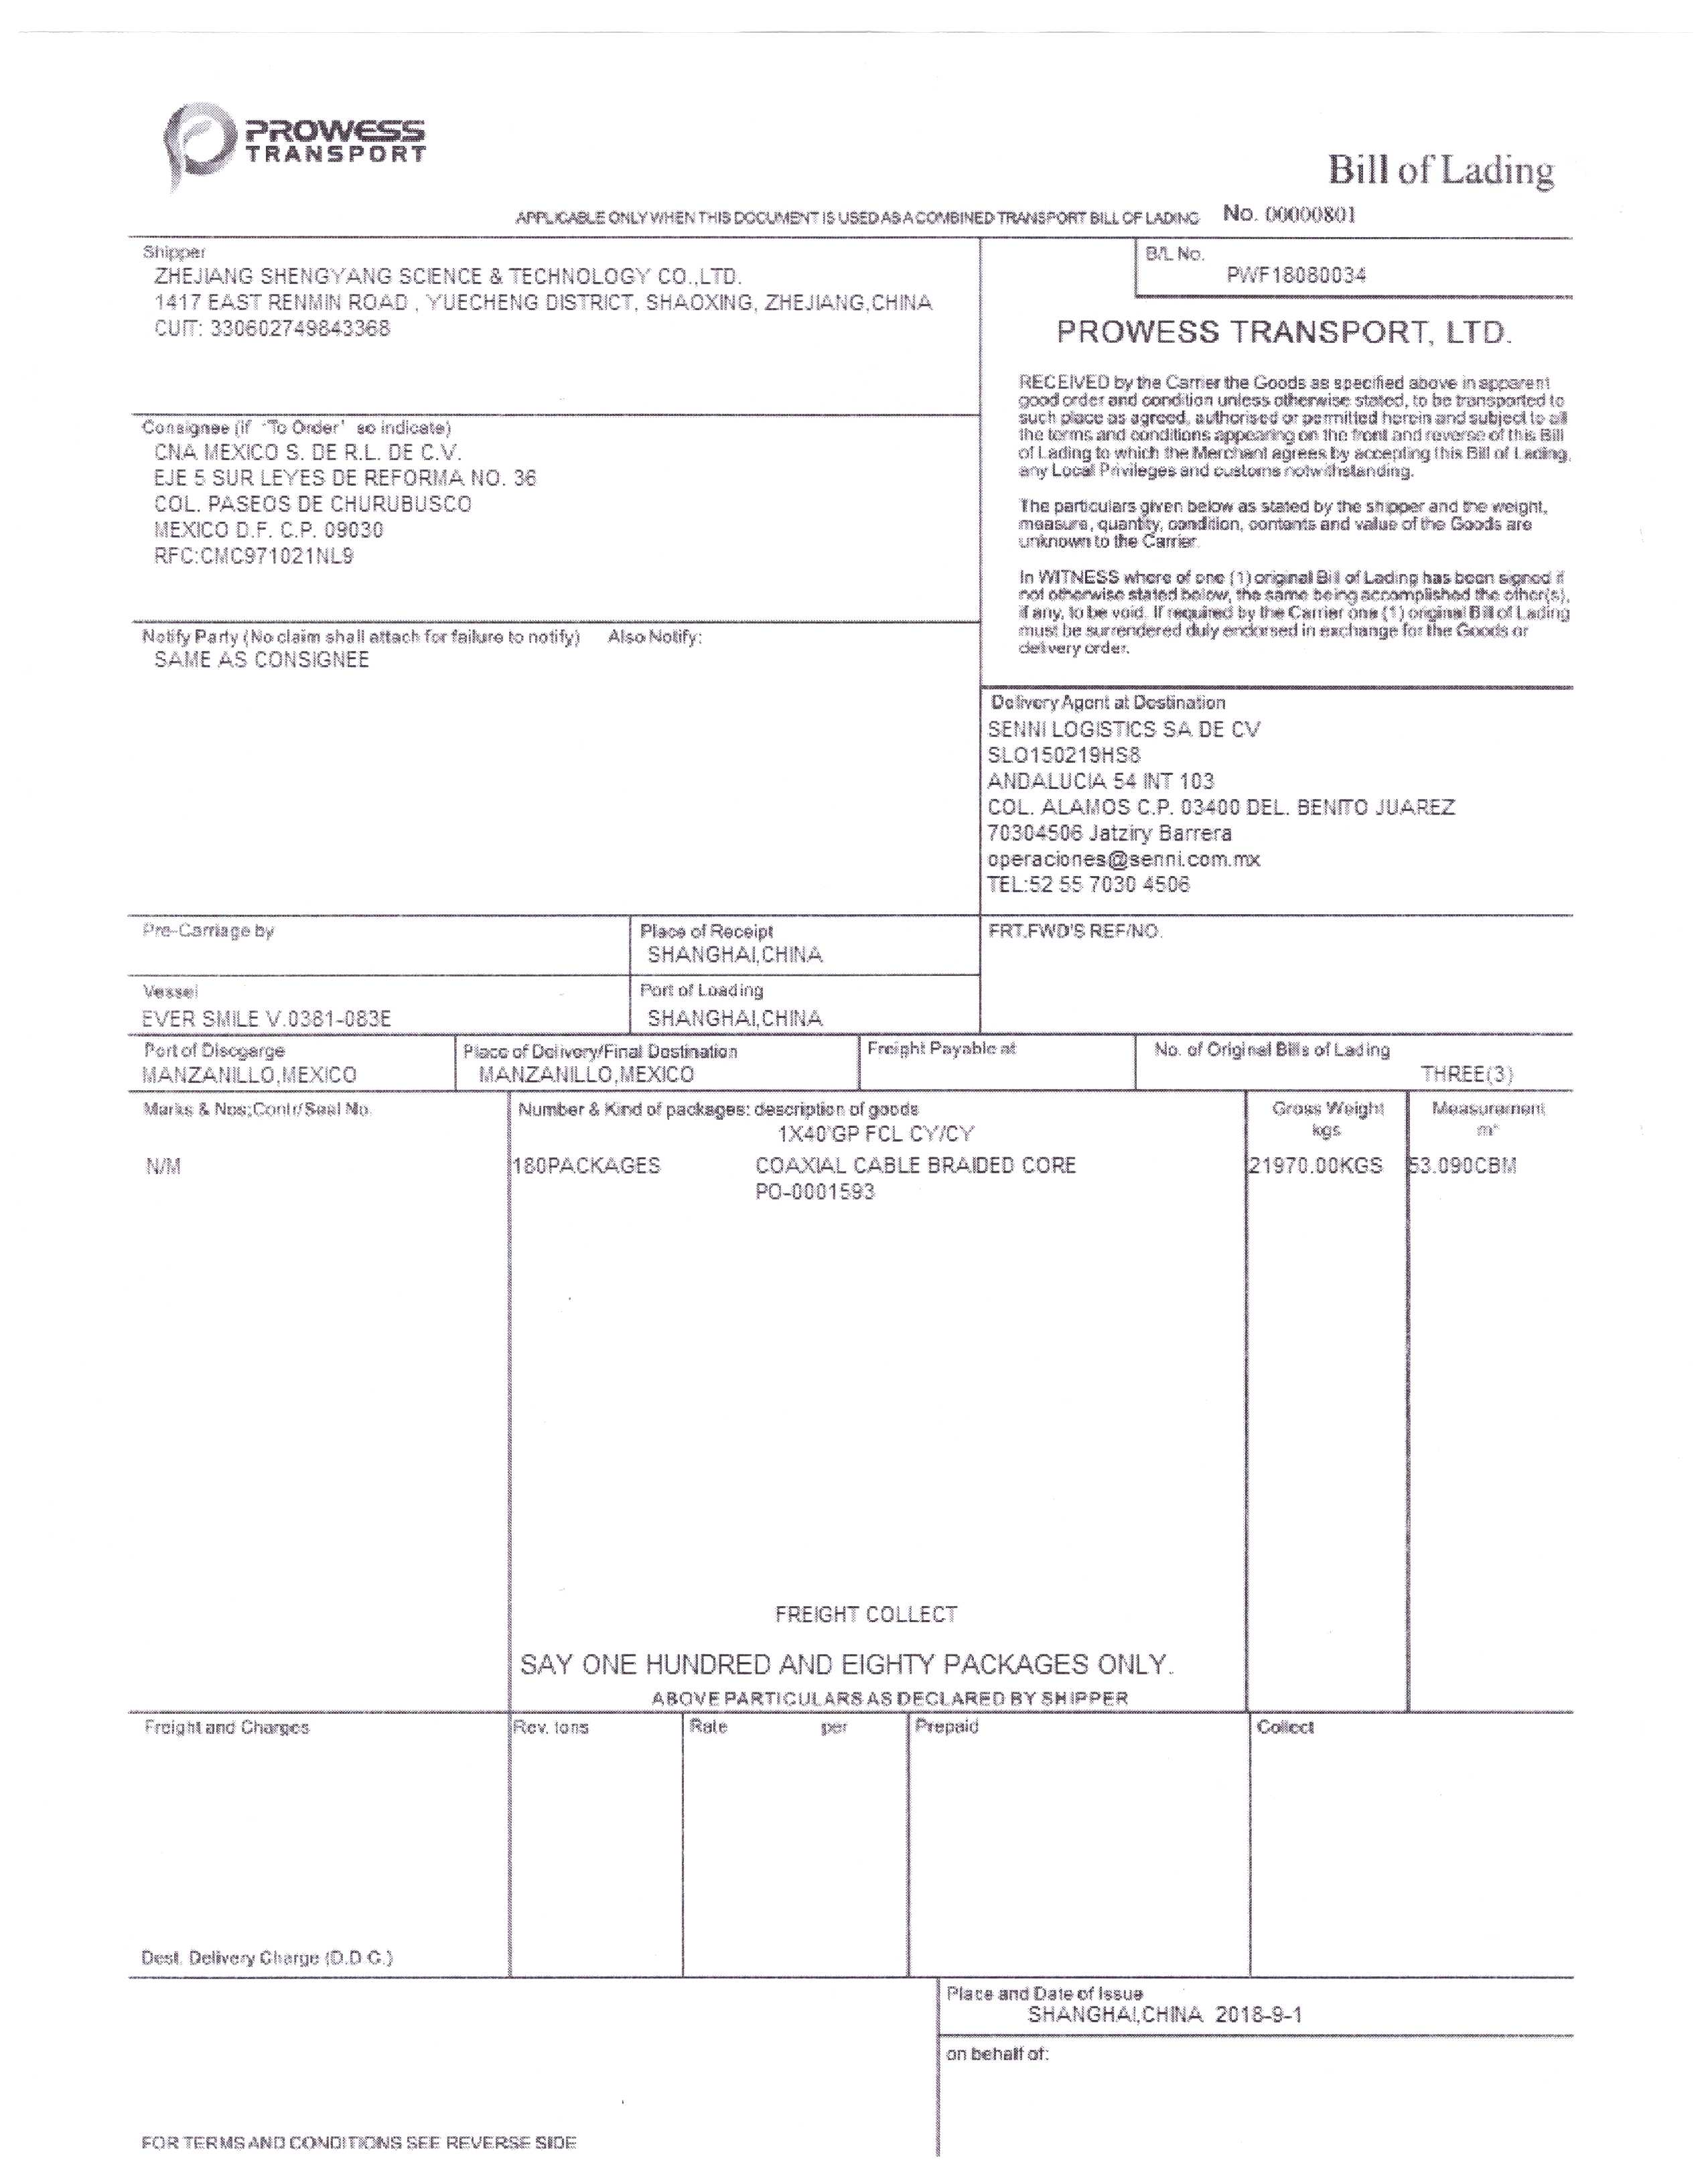 PROWESS
TRANSPORT
Bill of Lading
APPLICABLE ONLY WHEN THIS DOCUMENT IS USED AS A COMBINED TRANSPORT BILL OF LADING No. 00000801
Shipper
ZHEJIANG SHENGYANG SCIENCE & TECHNOLOGY CO.,LTD.
1417 EAST RENMIN ROAD , YUECHENG DISTRICT, SHAOXING, ZHEJIANG,CHINA
CUIT: 330602749843368
B/L No.
PWF18080034
PROWESS TRANSPORT, LTD.
RECEIVED by the Carrier the Goods as specified above in apparent
good order and condition unless otherwise stated, to be transported to
such place as agreed, authorised or permitted herein and subject to all
the terms and conditions appearing on the front and reverse of this Bill
of Lading to which the Merchant agrees by accepting this Bill of Lading,
any Local Privileges and customs notwithstanding.
The particulars given below as stated by the shipper and the weight,
measure, quantity, condition, contents and value of the Goods are
unknown to the Carrier.
In WITNESS where of one (1) original Bill of Lading has been signed if
not otherwise stated below, the same being accomplished the other(s),
if any, to be void. If required by the Carrier one (1) original Bill of Lading
must be surrendered duly endorsed in exchange for the Goods or
delivery order.
Consignee (if "To Order" so indicate)
CNA MEXICO S. DE R.L. DE C.V.
EJE 5 SUR LEYES DE REFORMA NO. 36
COL. PASEOS DE CHURUBUSCO
MEXICO D.F. C.P. 09030
RFC:CMC971021NL9
Notify Party (No claim shall attach for failure to notify) Also Notify:
SAME AS CONSIGNEE
Delivery Agent at Destination
SENNI LOGISTICS SA DE CV
SLO150219HS8
ANDALUCIA 54 INT 103
COL. ALAMOS C.P. 03400 DEL. BENITO JUAREZ
70304506 Jatziry Barrera
operaciones@senni.com.mx
TEL:52 55 7030 4506
Pre-Carriage by
Place of Receipt
SHANGHAI,CHINA
FRT,FWD'S REF/NO.
Vessel
EVER SMILE V.0381-083E
Port of Loading
SHANGHAI,CHINA
Port of Discgarge
MANZANILLO,MEXICO
Place of Delivery/Final Destination
MANZANILLO,MEXICO
Freight Payable at
No. of Original Bills of Lading
THREE(3)
Marks & Nos;Contr/Seal No.
Number & Kind of packages: description of goods
Gross Weight
kgs
Measurement
m³
1X40'GP FCL CY/CY
N/M
180PACKAGES COAXIAL CABLE BRAIDED CORE 21970.00KGS 53.090CBM
PO-0001593
FREIGHT COLLECT
SAY ONE HUNDRED AND EIGHTY PACKAGES ONLY.
ABOVE PARTICULARS AS DECLARED BY SHIPPER
Freight and Charges Rev. tons Rate per Prepaid Collect
Dest. Delivery Charge (D.D.C.)
Place and Date of Issue
SHANGHAI,CHINA 2018-9-1
on behalf of:
FOR TERMS AND CONDITIONS SEE REVERSE SIDE